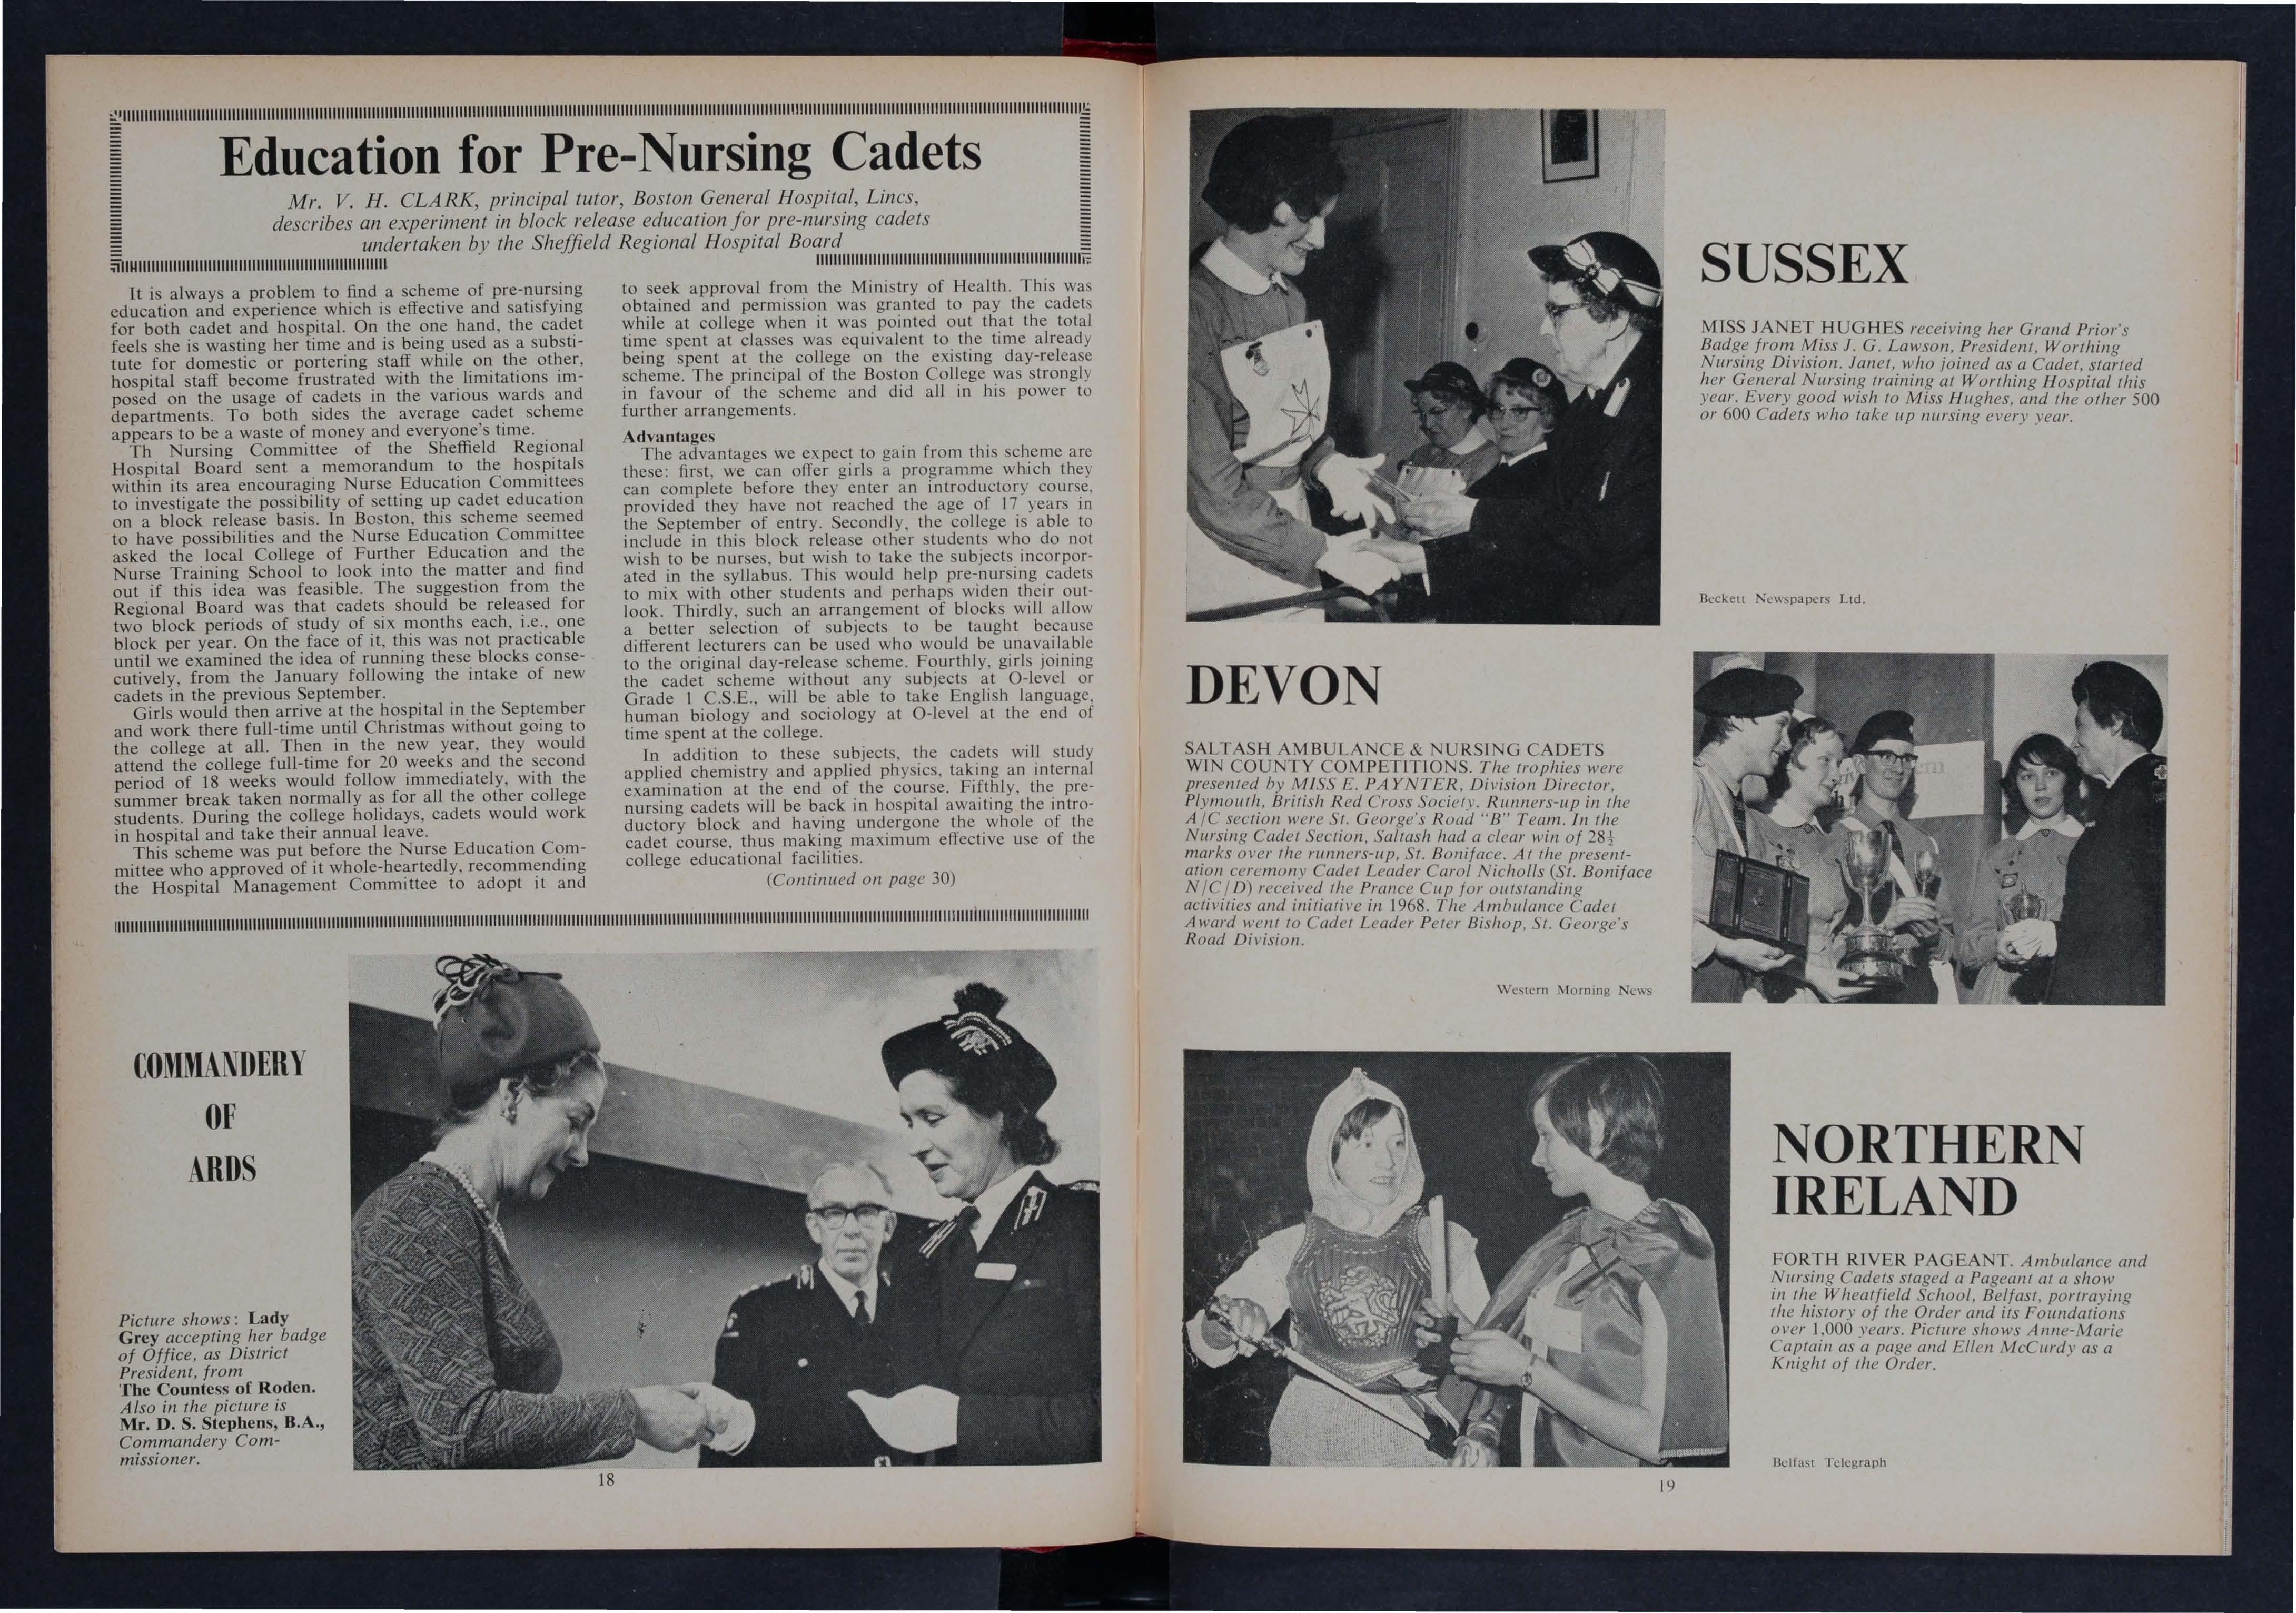 Education for Pre-Nursing Cadets
Mr. V. H. CLARK, principal tutor, Boston General Hospital, Lincs,
describes an experiment in block release education for pre-nursing cadets
undertaken by the Sheffield Regional Hospital Board
It is always a problem to find a scheme of pre-nursing
education and experience which is effective and satisfying
for both cadet and hospital. On the one hand, the cadet
feels she is wasting her time and is being used as a substi-
tute for domestic or portering staff while on the other,
hospital staff become frustrated with the limitations im-
posed on the usage of cadets in the various wards and
departments. To both sides the average cadet scheme
appears to be a waste of money and everyone's time.
Th Nursing Committee of the Sheffield Regional
Hospital Board sent a memorandum to the hospitals
within its area encouraging Nurse Education Committees
to investigate the possibility of setting up cadet education
on a block release basis. In Boston, this scheme seemed
to have possibilities and the Nurse Education Committee
asked the local College of Further Education and the
Nurse Training School to look into the matter and find
out if this idea was feasible. The suggestion from the
Regional Board was that cadets should be released for
two block periods of study of six months each, i.e., one
block per year. On the face of it, this was not practicable
until we examined the idea of running these blocks conse-
cutively, from the January following the intake of new
cadets in the previous September.
Girls would then arrive at the hospital in the September
and work there full-time until Christmas without going to
the college at all. Then in the new year, they would
attend the college full-time for 20 weeks and the second
period of 18 weeks would follow immediately, with the
summer break taken normally as for all the other college
students. During the college holidays, cadets would work
in hospital and take their annual leave.
This scheme was put before the Nurse Education Com-
mittee who approved of it whole-heartedly, recommending
the Hospital Management Committee to adopt it and
to seek approval from the Ministry of Health. This was
obtained and permission was granted to pay the cadets
while at college when it was pointed out that the total
time spent at classes was equivalent to the time already
being spent at the college on the existing day-release
scheme. The principal of the Boston College was strongly
in favour of the scheme and did all in his power to
further arrangements.
Advantages
The advantages we expect to gain from this scheme are
these: first, we can offer girls a programme which they
can complete before they enter an introductory course,
provided they have not reached the age of 17 years in
the September of entry. Secondly, the college is able to
include in this block release other students who do not
wish to be nurses, but wish to take the subjects incorpor-
ated in the syllabus. This would help pre-nursing cadets
to mix with other students and perhaps widen their out-
look. Thirdly, such an arrangement of blocks will allow
a better selection of subjects to be taught because
different lecturers can be used who would be unavailable
to the original day-release scheme. Fourthly, girls joining
the cadet scheme without any subjects at O-level or
Grade 1 C.S.E., will be able to take English language,
human biology and sociology at O-level at the end of
time spent at the college.
In addition to these subjects, the cadets will study
applied chemistry and applied physics, taking an internal
examination at the end of the course. Fifthly, the pre-
nursing cadets will be back in hospital awaiting the intro-
ductory block and having undergone the whole of the
cadet course, thus making maximum effective use of the
college educational facilities.
(Continued on page 30)
COMMANDERY
OF
ARDS
Picture shows: Lady
Grey accepting her badge
of Office, as District
President, from
The Countess of Roden.
Also in the picture is
Mr. D. S. Stephens, B.A.,
Commandery Com-
missioner.
18
SUSSEX
MISS JANET HUGHES receiving her Grand Prior's
Badge from Miss J. G. Lawson, President, Worthing
Nursing Division. Janet, who joined as a Cadet, started
her General Nursing training at Worthing Hospital this
year. Every good wish to Miss Hughes, and the other 500
or 600 Cadets who take up nursing every year.
Beckett Newspapers Ltd.
DEVON
SALTASH AMBULANCE & NURSING CADETS
WIN COUNTY COMPETITIONS. The trophies were
presented by MISS E. PAYNTER, Division Director,
Plymouth, British Red Cross Society. Runners-up in the
A/C section were St. George's Road "B" Team. In the
Nursing Cadet Section, Saltash had a clear win of 28½
marks over the runners-up, St. Boniface. At the present-
ation ceremony Cadet Leader Carol Nicholls (St. Boniface
N/C/D) received the Prance Cup for outstanding
activities and initiative in 1968. The Ambulance Cadet
Award went to Cadet Leader Peter Bishop, St. George's
Road Division.
Western Morning News
NORTHERN
IRELAND
FORTH RIVER PAGEANT. Ambulance and
Nursing Cadets staged a Pageant at a show
in the Wheatfield School, Belfast, portraying
the history of the Order and its Foundations
over 1,000 years. Picture shows Anne-Marie
Captain as a page and Ellen McCurdy as a
Knight of the Order.
Belfast Telegraph
19